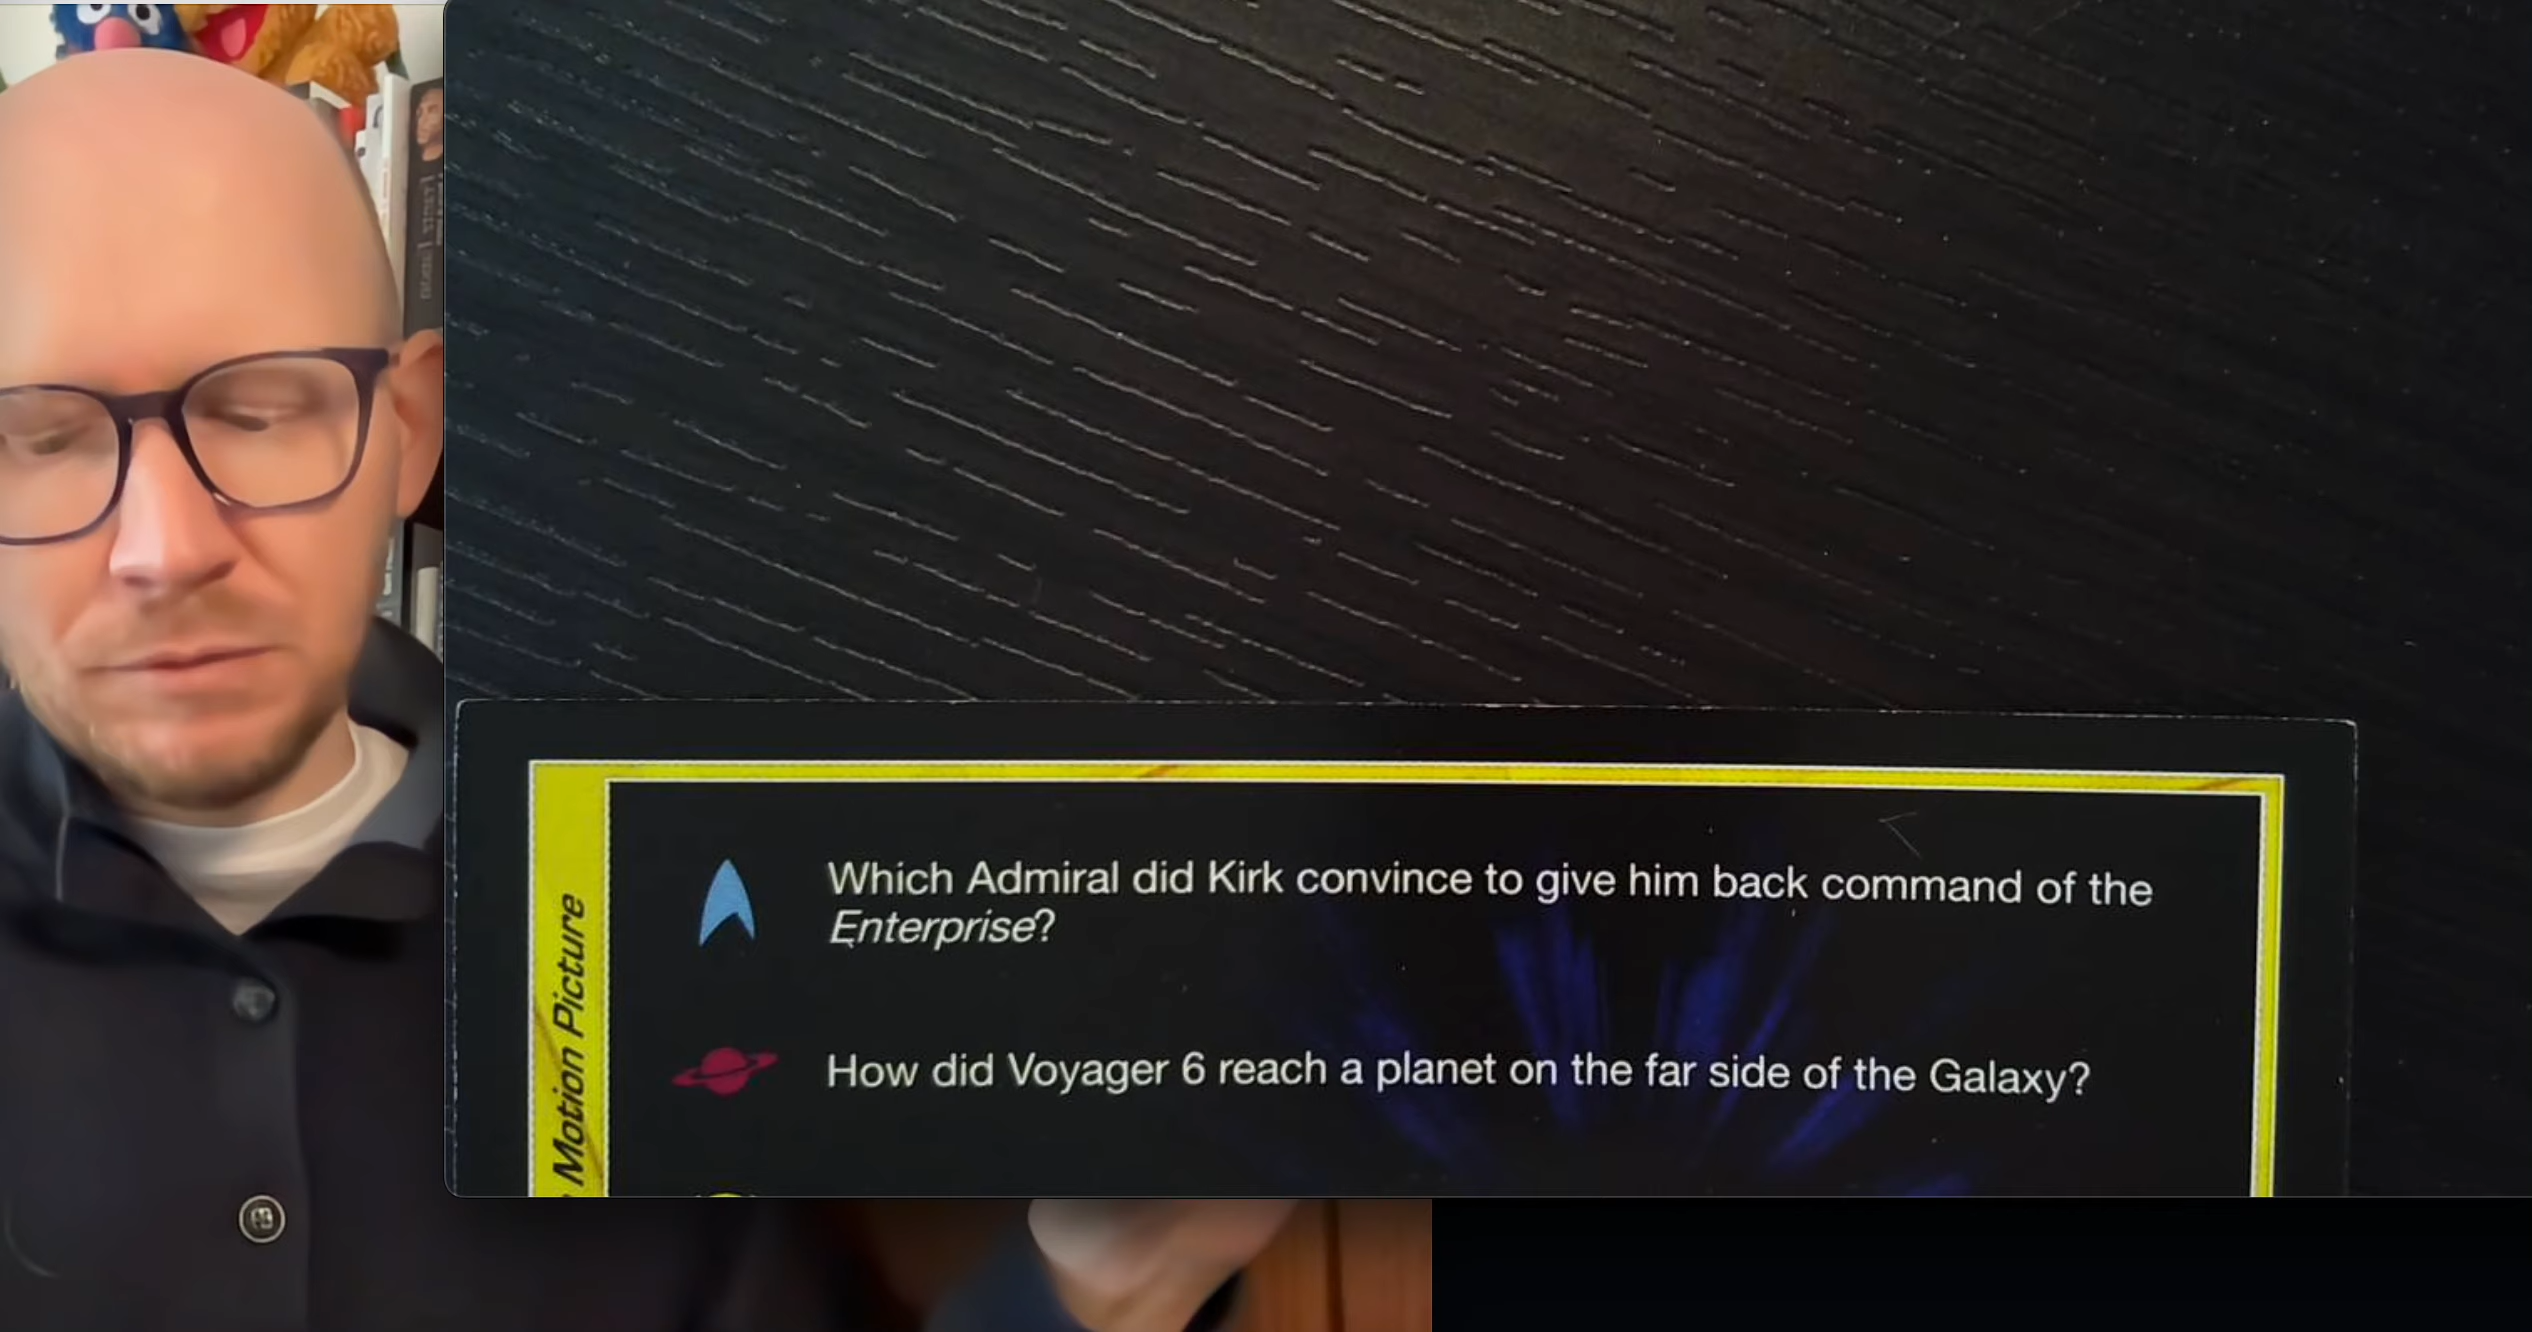 Which Admiral did Kirk convince to give him back command of the
Enterprise?
How did Voyager 6 reach a planet on the far side of the Galaxy?
Motion Picture